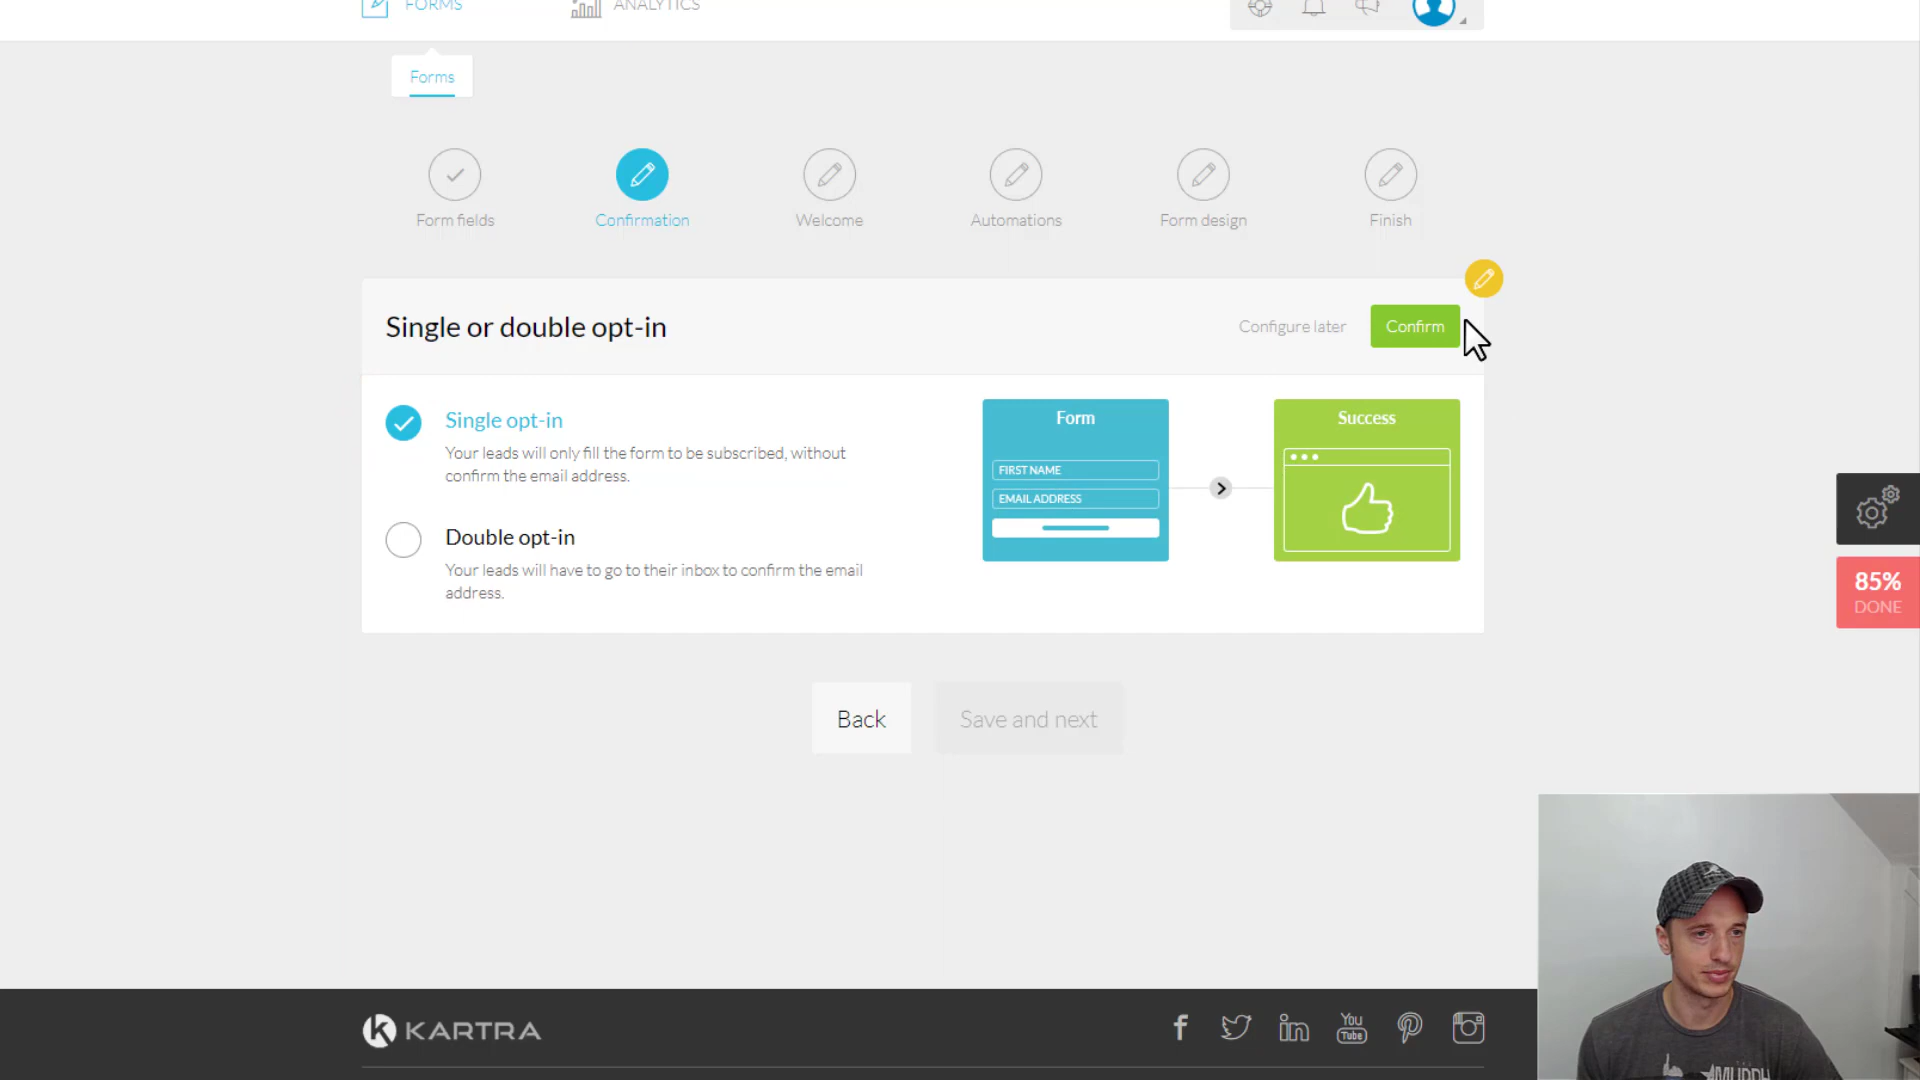 FORMS
ANALYTICS
Forms
Form fields
Confirmation
Welcome
Automations
Form design
Finish
Single or double opt-in
Configure later
Confirm
Single opt-in
Your leads will only fill the form to be subscribed, without
confirm the email address.
Double opt-in
Your leads will have to go to their inbox to confirm the email
address.
Form
FIRST NAME
EMAIL ADDRESS
Success
85%
DONE
Back
Save and next
KARTRA
You
Tube